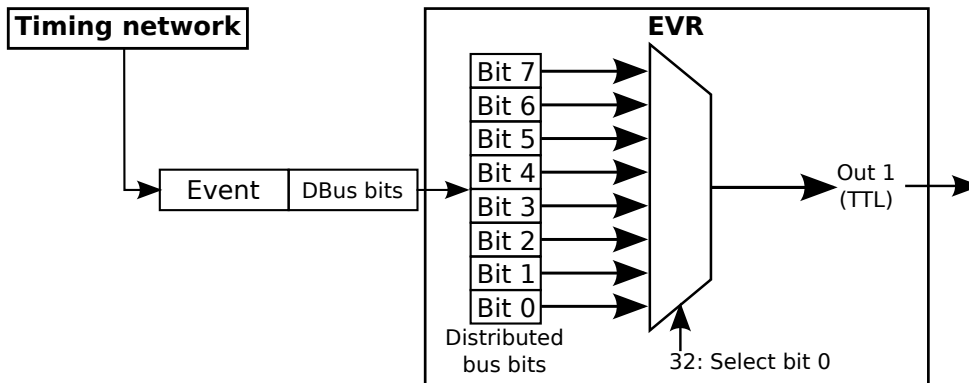 Timing network
EVR
Bit 7
Bit 6
Bit 5
Bit 4
Bit 3
Bit 2
Bit 1
Bit 0
Event
DBus bits
Out 1
(TTL)
Distributed
bus bits
32: Select bit 0